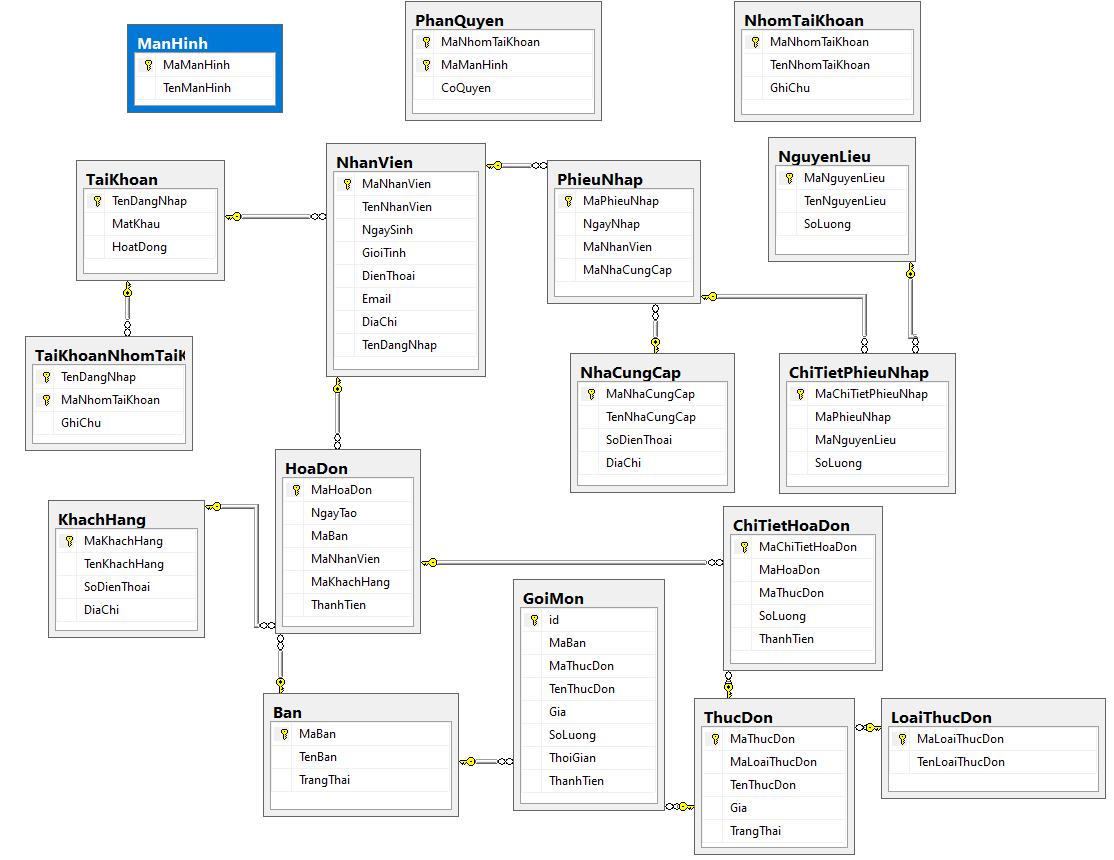 ManHinh
MaManHinh
TenManHinh
PhanQuyen
MaNhomTaiKhoan
MaManHinh
CoQuyen
NhomTaiKhoan
MaNhomTaiKhoan
TenNhomTaiKhoan
GhiChu
TaiKhoan
TenDangNhap
MatKhau
HoatDong
NhanVien
MaNhanVien
TenNhanVien
NgaySinh
GioiTinh
DienThoai
Email
DiaChi
TenDangNhap
PhieuNhap
MaPhieuNhap
NgayNhap
MaNhanVien
MaNhaCungCap
NguyenLieu
MaNguyenLieu
TenNguyenLieu
SoLuong
TaiKhoanNhomTaiK
TenDangNhap
MaNhomTaiKhoan
GhiChu
NhaCungCap
MaNhaCungCap
TenNhaCungCap
SoDienThoai
DiaChi
ChiTietPhieuNhap
MaChiTietPhieuNhap
MaPhieuNhap
MaNguyenLieu
SoLuong
HoaDon
MaHoaDon
NgayTao
MaBan
MaNhanVien
MaKhachHang
ThanhTien
KhachHang
MaKhachHang
TenKhachHang
SoDienThoai
DiaChi
ChiTietHoaDon
MaChiTietHoaDon
MaHoaDon
MaThucDon
SoLuong
ThanhTien
GoiMon
id
MaBan
MaThucDon
TenThucDon
Gia
SoLuong
ThoiGian
ThanhTien
Ban
MaBan
TenBan
TrangThai
ThucDon
MaThucDon
MaLoaiThucDon
TenThucDon
Gia
TrangThai
LoaiThucDon
MaLoaiThucDon
TenLoaiThucDon